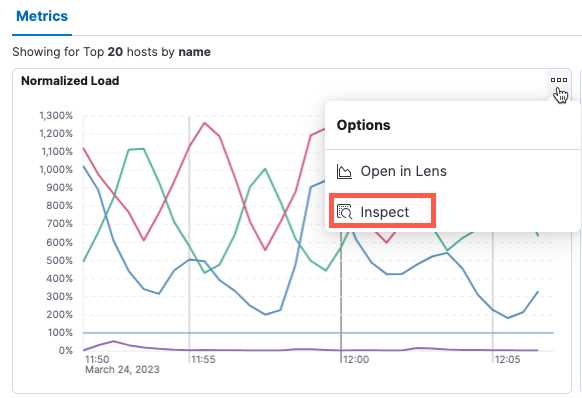 Metrics
Showing for Top 20 hosts by name
Normalized Load
Options
Open in Lens
Inspect
1,300%
1,200%
1,100%
1,000%
900%
800%
700%
600%
500%
400%
300%
200%
100%
0%
11:50
11:55
12:00
12:05
March 24, 2023